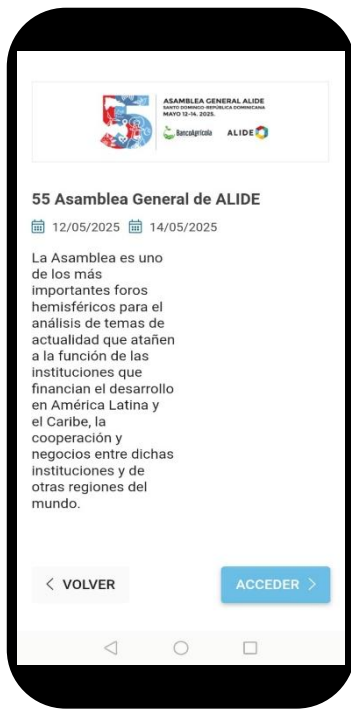 55
ASAMBLEA GENERAL ALIDE
SANTO DOMINGO-REPÚBLICA DOMINICANA
MAYO 12-14, 2025.
BancoAgrícola ALIDE
55 Asamblea General de ALIDE
12/05/2025 14/05/2025
La Asamblea es uno
de los más
importantes foros
hemisféricos para el
análisis de temas de
actualidad que atañen
a la función de las
instituciones que
financian el desarrollo
en América Latina y
el Caribe, la
cooperación y
negocios entre dichas
instituciones y de
otras regiones del
mundo.
< VOLVER ACCEDER >